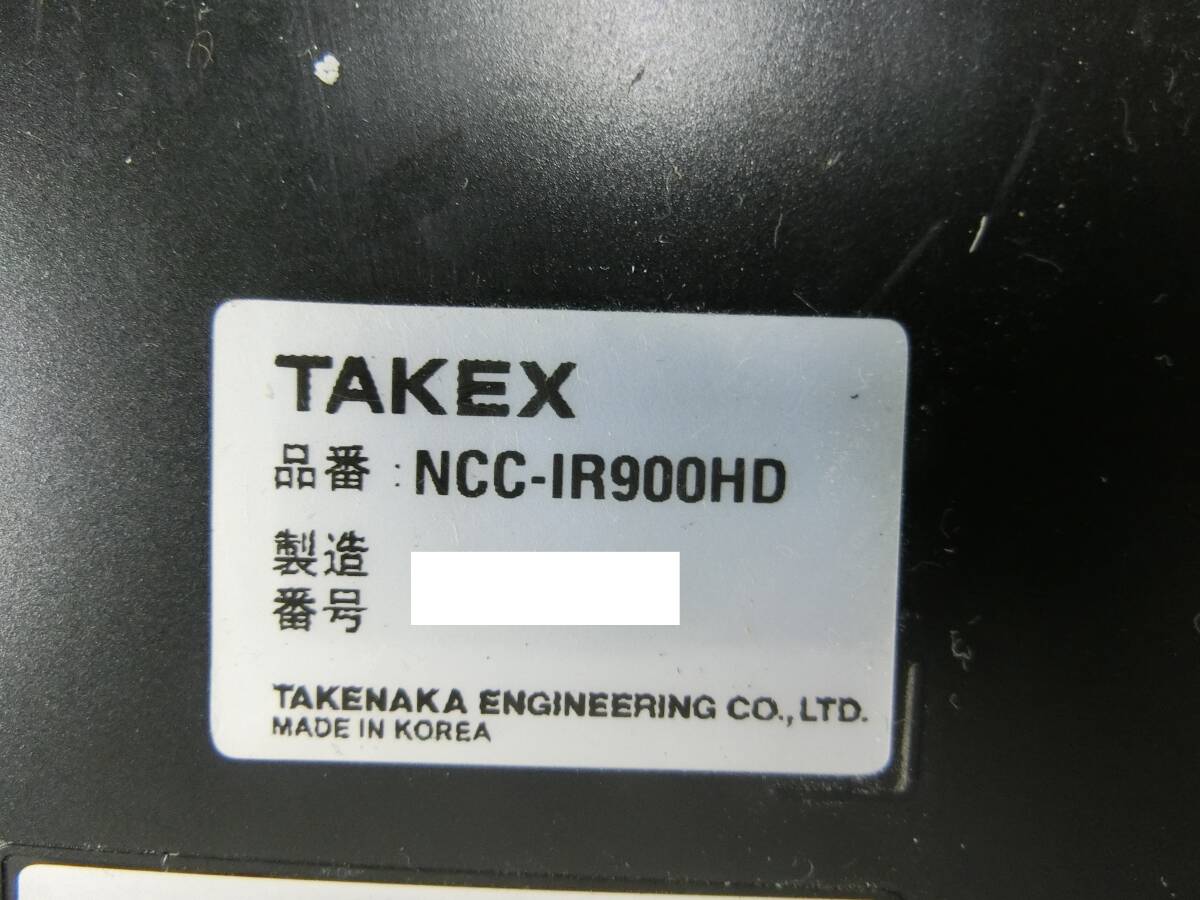 TAKEX
品番 : NCC-IR900HD
製造
番号
TAKENAKA ENGINEERING CO., LTD.
MADE IN KOREA